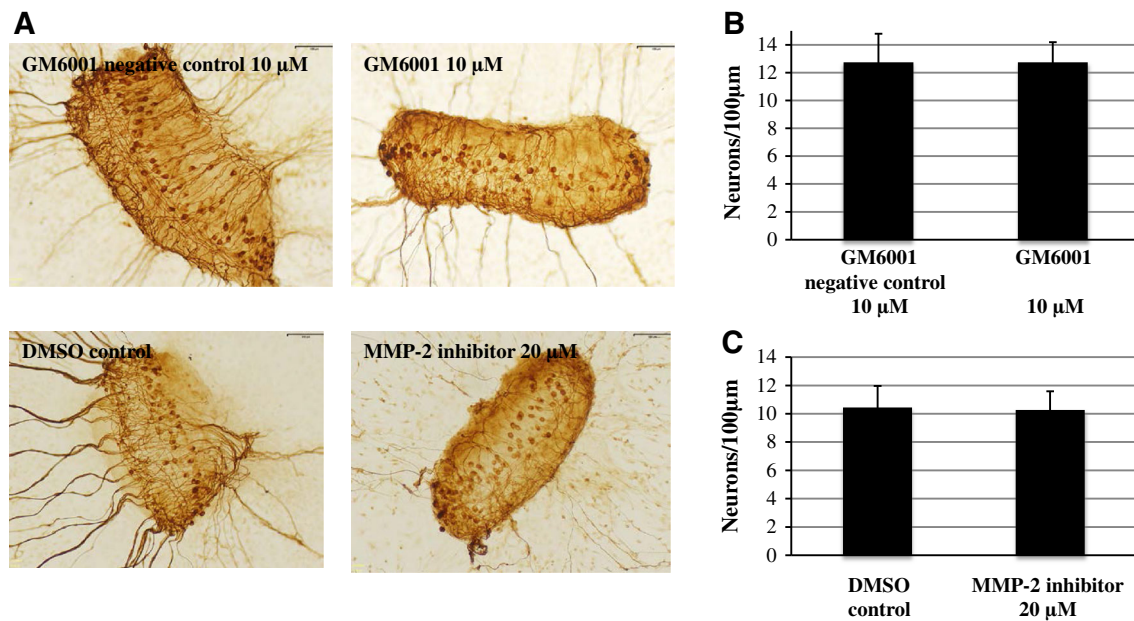 A
GM6001 negative control 10 µM
GM6001 10 µM
DMSO control
MMP-2 inhibitor 20 µM
B
Neurons/100µm
14
12
10
8
6
4
2
0
GM6001
negative control
10 µM
GM6001
10 µM
C
Neurons/100µm
14
12
10
8
6
4
2
0
DMSO
control
MMP-2 inhibitor
20 µM